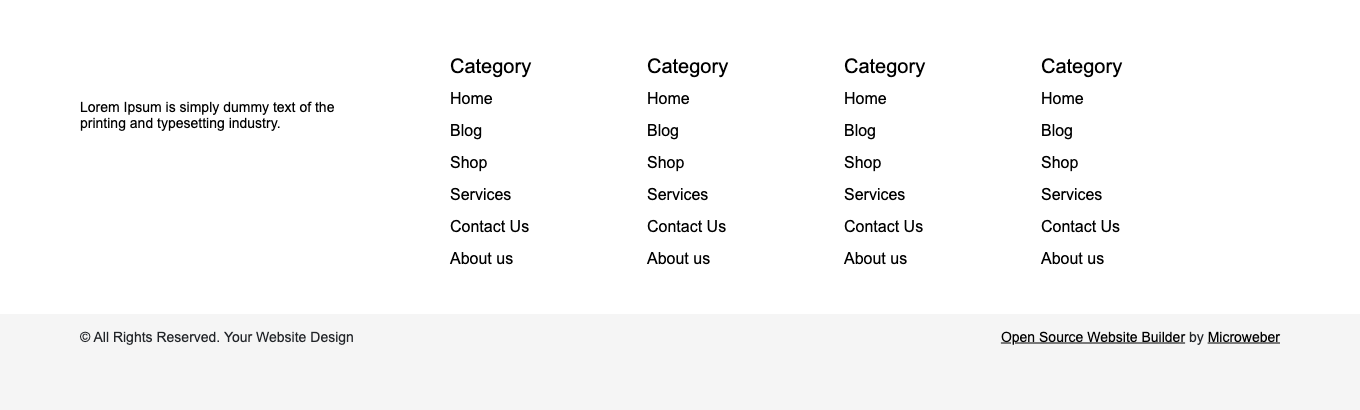 Lorem Ipsum is simply dummy text of the
printing and typesetting industry.
Category
Home
Blog
Shop
Services
Contact Us
About us
Category
Home
Blog
Shop
Services
Contact Us
About us
Category
Home
Blog
Shop
Services
Contact Us
About us
Category
Home
Blog
Shop
Services
Contact Us
About us
© All Rights Reserved. Your Website Design
Open Source Website Builder by Microweber